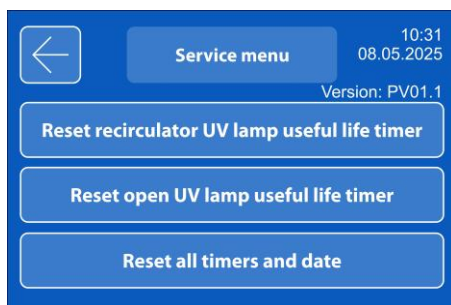 Service menu
10:31
08.05.2025
Version: PV01.1
Reset recirculator UV lamp useful life timer
Reset open UV lamp useful life timer
Reset all timers and date